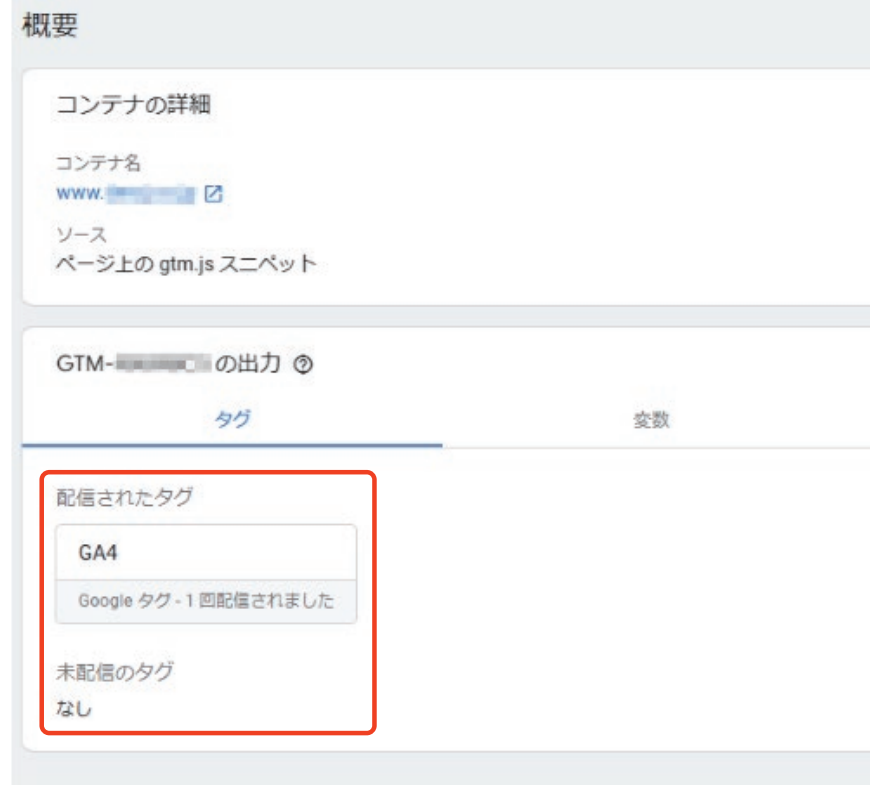 概要
コンテナの詳細
コンテナ名
www.
ソース
ページ上の gtm.js スニペット
GTM- の出力
タグ
変数
配信されたタグ
GA4
Google タグ - 1 回配信されました
未配信のタグ
なし